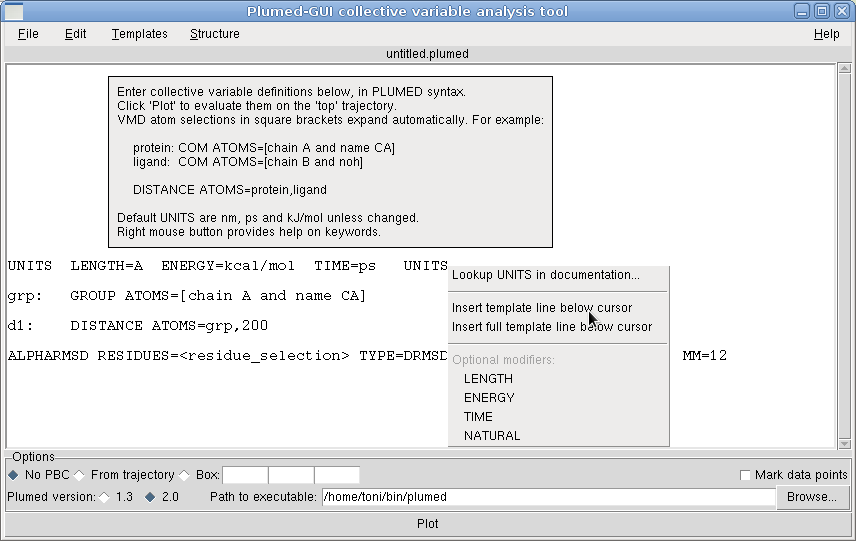 Plumed-GUI collective variable analysis tool
File Edit Templates Structure Help
untitled.plumed
Enter collective variable definitions below, in PLUMED syntax.
Click 'Plot' to evaluate them on the 'top' trajectory.
VMD atom selections in square brackets expand automatically. For example:
protein: COM ATOMS=[chain A and name CA]
ligand: COM ATOMS=[chain B and noh]
DISTANCE ATOMS=protein,ligand
Default UNITS are nm, ps and kJ/mol unless changed.
Right mouse button provides help on keywords.
UNITS LENGTH=A ENERGY=kcal/mol TIME=ps UNITS
grp: GROUP ATOMS=[chain A and name CA]
d1: DISTANCE ATOMS=grp,200
ALPHARMSD RESIDUES=<residue_selection> TYPE=DRMSD MM=12
Lookup UNITS in documentation...
Insert template line below cursor
Insert full template line below cursor
Optional modifiers:
LENGTH
ENERGY
TIME
NATURAL
Options
No PBC From trajectory Box: Mark data points
Plumed version: 1.3 2.0 Path to executable: /home/toni/bin/plumed Browse...
Plot